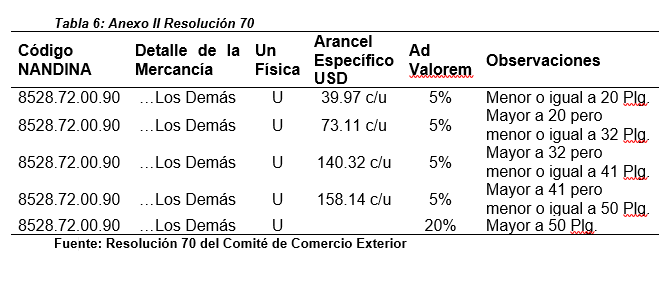 Tabla 6: Anexo II Resolución 70
Código NANDINA Detalle de la Mercancía Un Física Arancel Específico USD Ad Valorem Observaciones
8528.72.00.90 …Los Demás U 39.97 c/u 5% Menor o igual a 20 Plg.
8528.72.00.90 …Los Demás U 73.11 c/u 5% Mayor a 20 pero menor o igual a 32 Plg.
8528.72.00.90 …Los Demás U 140.32 c/u 5% Mayor a 32 pero menor o igual a 41 Plg.
8528.72.00.90 …Los Demás U 158.14 c/u 5% Mayor a 41 pero menor o igual a 50 Plg.
8528.72.00.90 …Los Demás U 20% Mayor a 50 Plg.
Fuente: Resolución 70 del Comité de Comercio Exterior